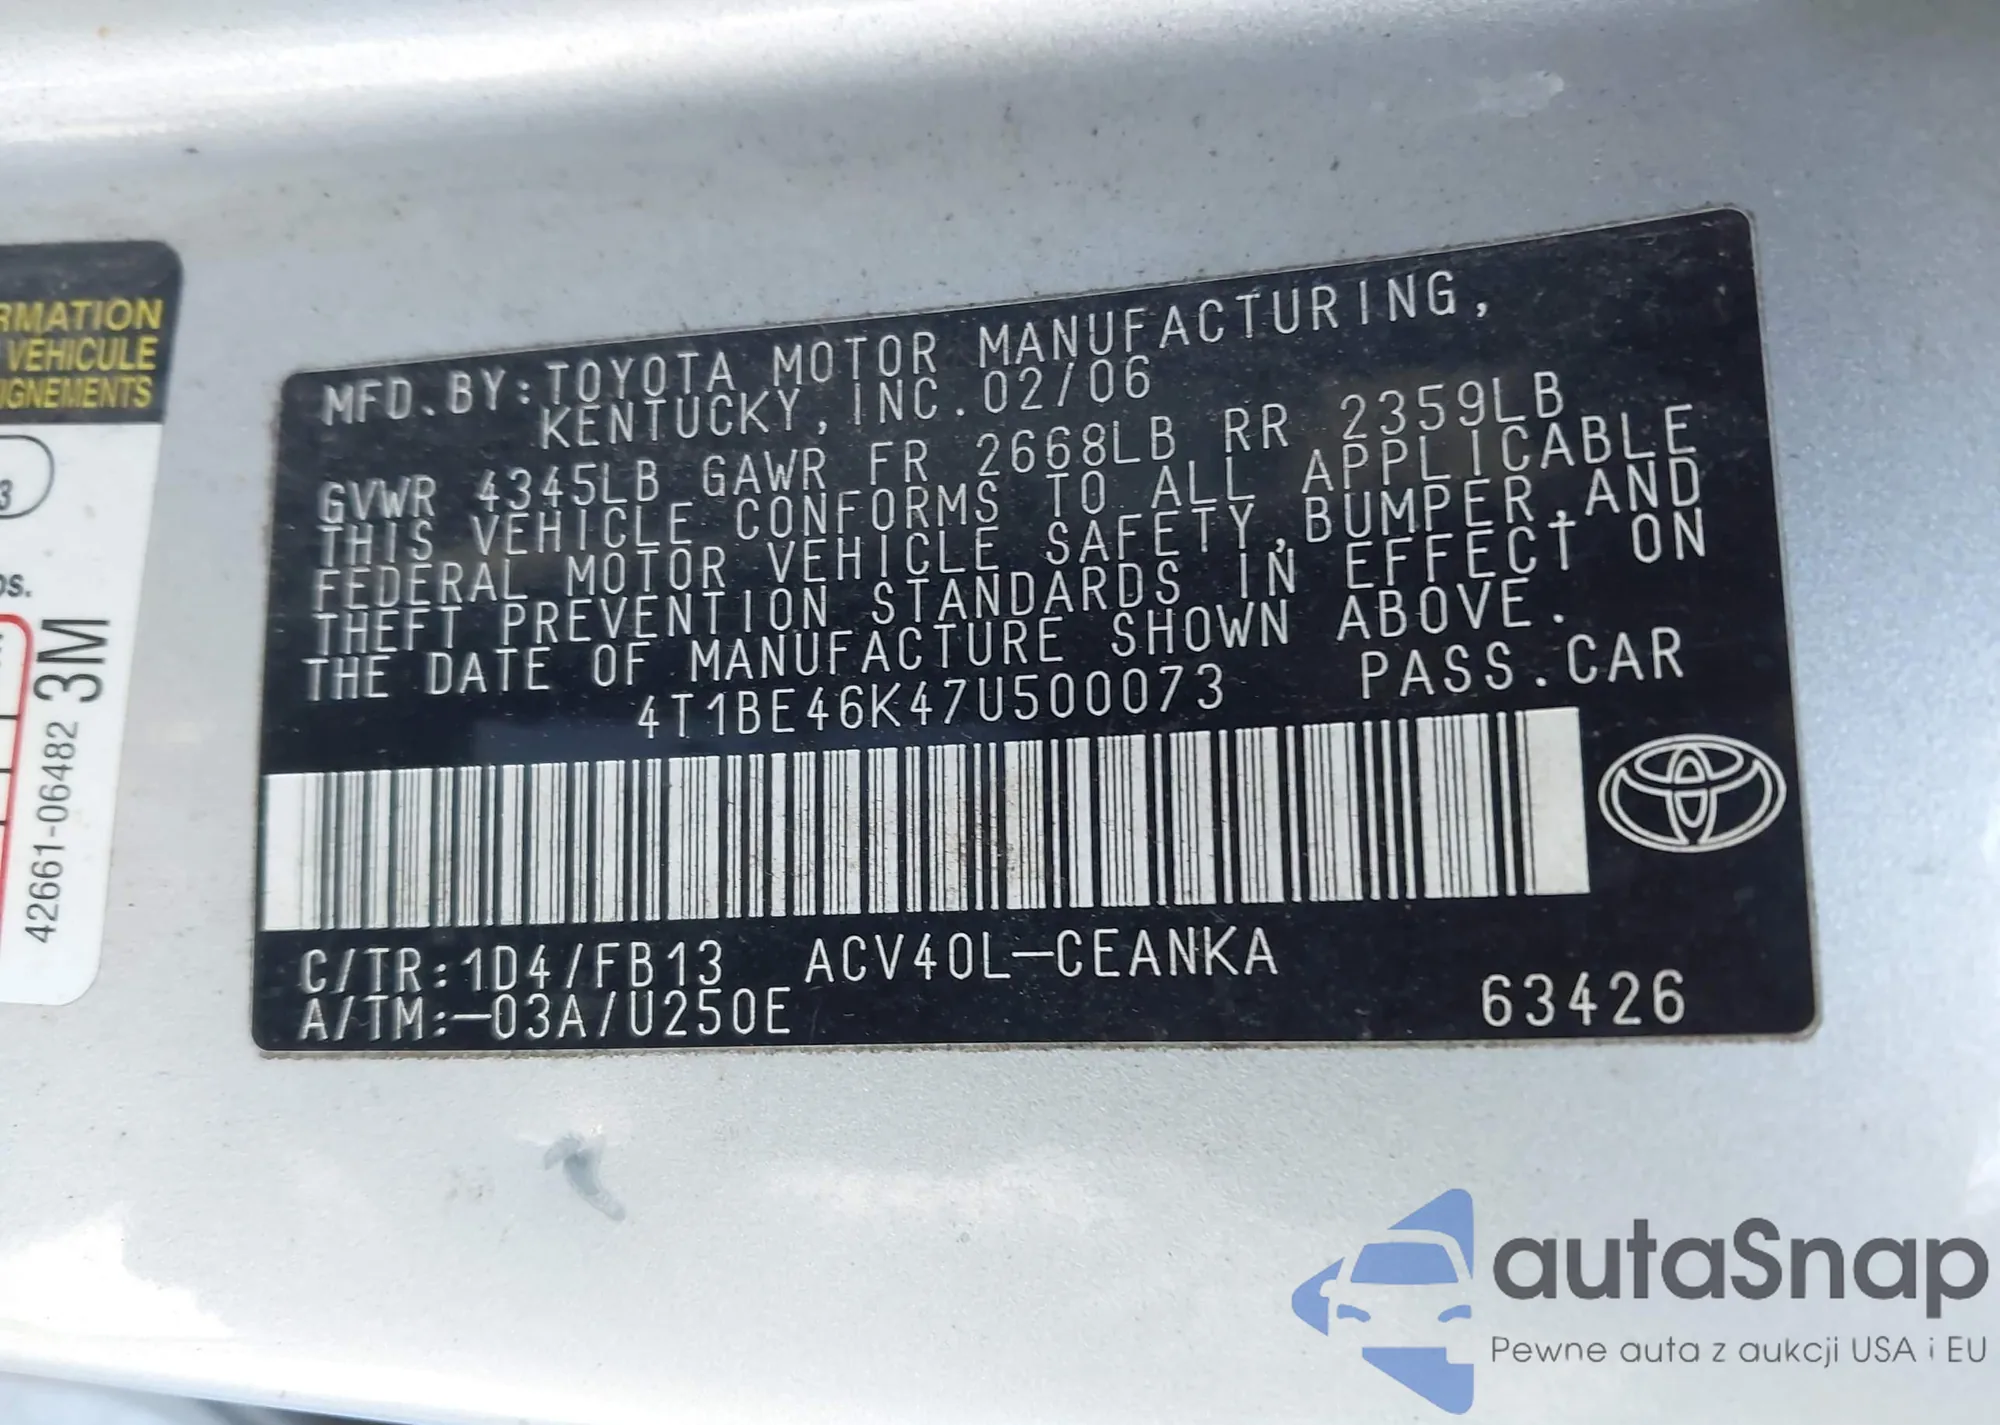 RMATION
VEHICULE
IGNEMENTS
3
os.
42661-06482 3M
MFD. BY: TOYOTA MOTOR MANUFACTURING,
KENTUCKY, INC. 02/06
GVWR 4345LB GAWR FR 2668LB RR 2359LB
THIS VEHICLE CONFORMS TO ALL APPLICABLE
FEDERAL MOTOR VEHICLE SAFETY, BUMPER, AND
THEFT PREVENTION STANDARDS IN EFFECT ON
THE DATE OF MANUFACTURE SHOWN ABOVE.
4T1BE46K47U500073 PASS. CAR
C/TR: 1D4/FB13 ACV40L-CEANKA
A/TM:-03A/U250E 63426
autaSnap
Pewne auta z aukcji USA i EU